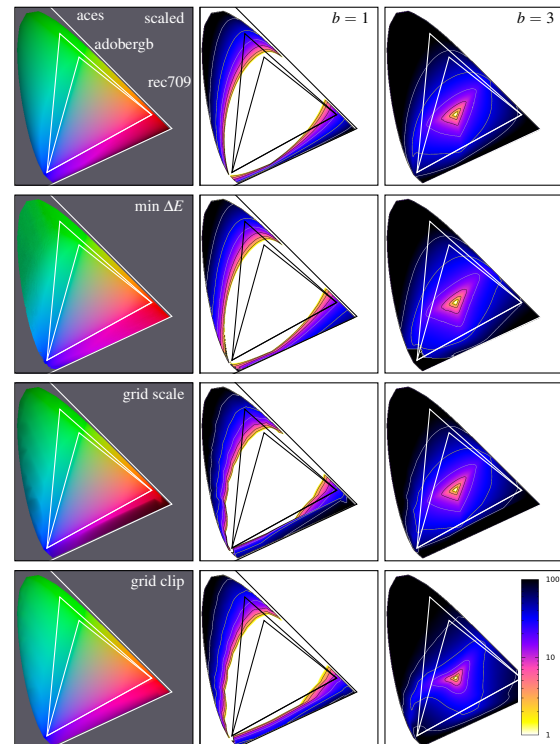 aces
scaled
adobergb
rec709
b = 1
b = 3
min ΔE
grid scale
grid clip
100
10
1